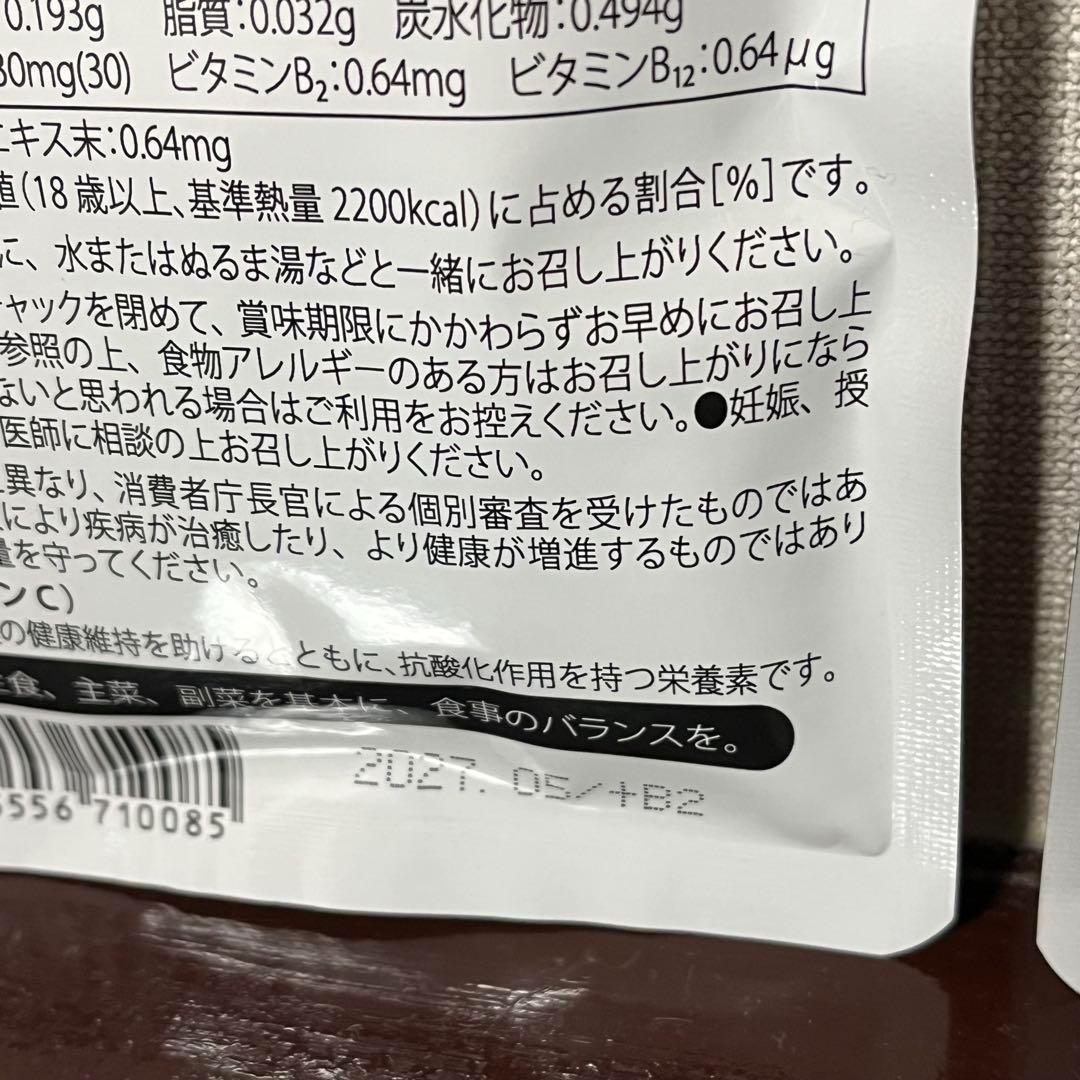 0.193g 脂質:0.032g 炭水化物:0.494g
30mg(30) ビタミンB₂:0.64mg ビタミンB₁₂:0.64μg
エキス末:0.64mg
値(18歳以上、基準熱量2200kcal)に占める割合[%]です。
に、水またはぬるま湯などと一緒にお召し上がりください。
チャックを閉めて、賞味期限にかかわらずお早めにお召し上
参照の上、食物アレルギーのある方はお召し上がりになら
ないと思われる場合はご利用をお控えください。●妊娠、授
医師に相談の上お召し上がりください。
異なり、消費者庁長官による個別審査を受けたものではあ
により疾病が治癒したり、より健康が増進するものではあり
量を守ってください。
ンC)
の健康維持を助けるとともに、抗酸化作用を持つ栄養素です。
主食、主菜、副菜を基本に、食事のバランスを。
5556 710085
2027.05/+B2